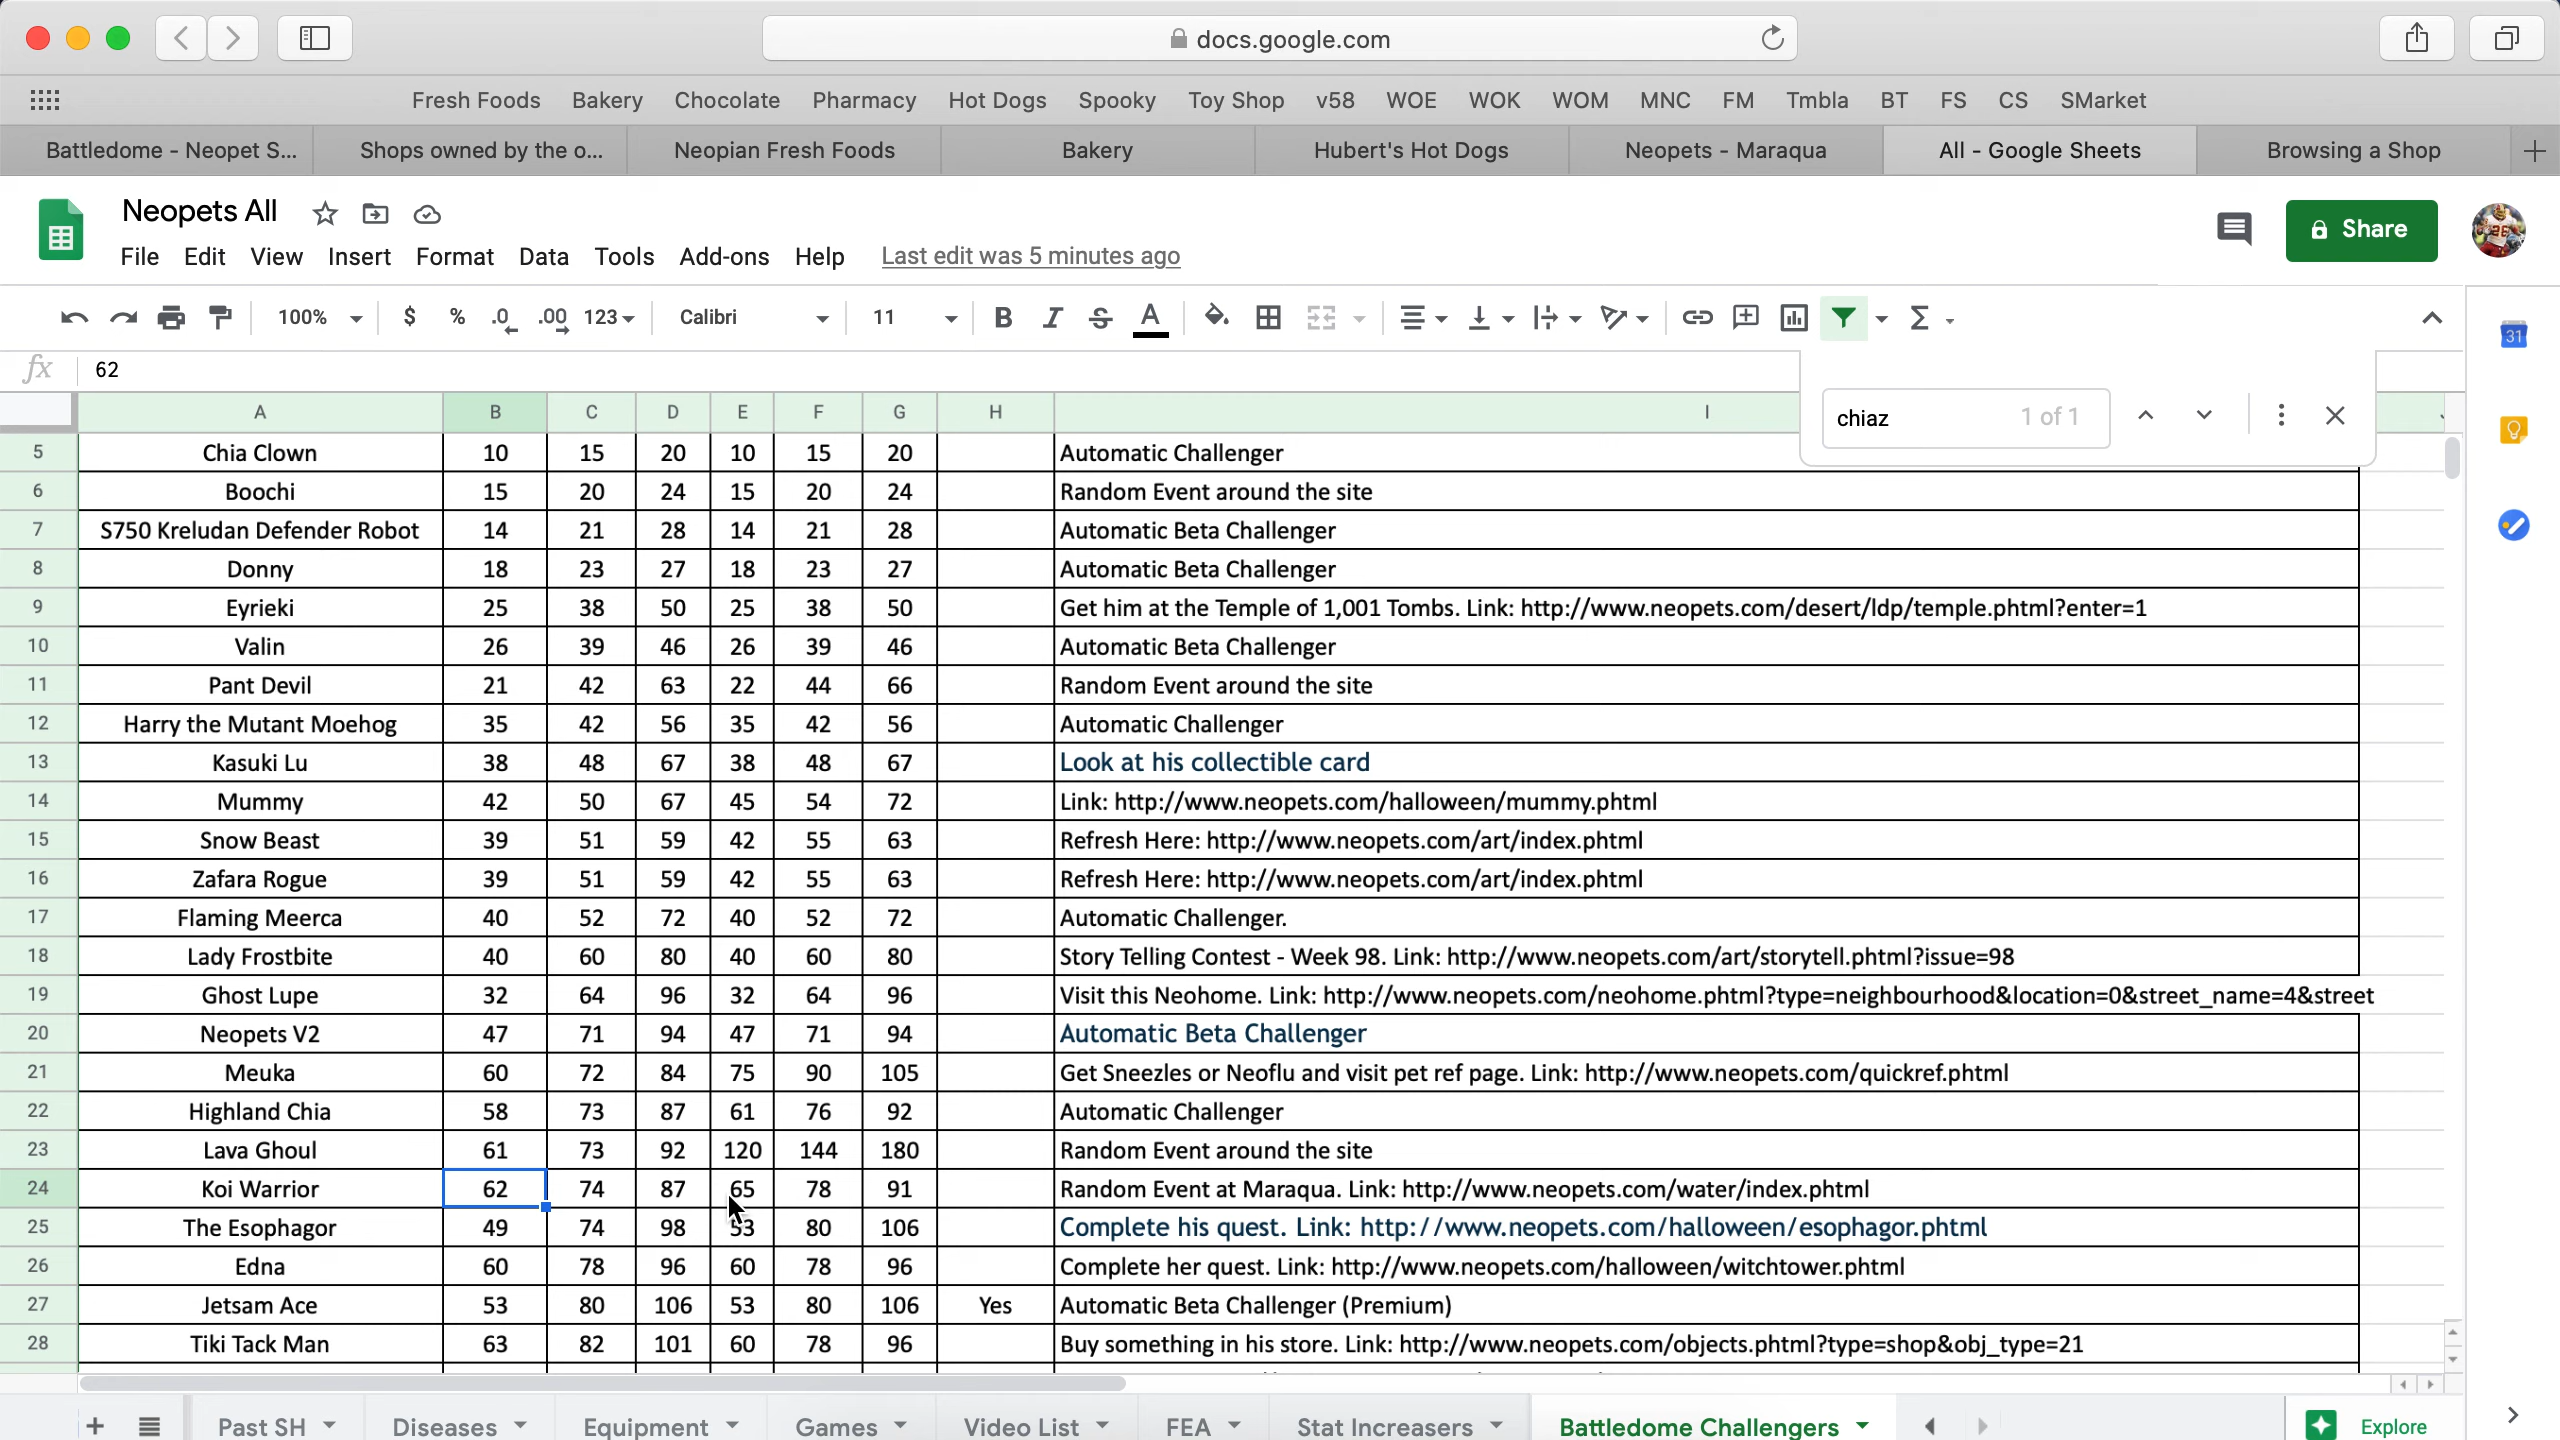 docs.google.com
Fresh Foods Bakery Chocolate Pharmacy Hot Dogs Spooky Toy Shop v58 WOE WOK WOM MNC FM Tmbla BT FS CS SMarket
Battledome - Neopet S... Shops owned by the o... Neopian Fresh Foods Bakery Hubert's Hot Dogs Neopets - Maraqua All - Google Sheets Browsing a Shop
Neopets All
Share
File Edit View Insert Format Data Tools Add-ons Help Last edit was 5 minutes ago
100% $ % .0 .00 123 Calibri 11 B I S A Σ
31
fx 62
chiaz 1 of 1
A B C D E F G H I
5 Chia Clown 10 15 20 10 15 20 Automatic Challenger
6 Boochi 15 20 24 15 20 24 Random Event around the site
7 S750 Kreludan Defender Robot 14 21 28 14 21 28 Automatic Beta Challenger
8 Donny 18 23 27 18 23 27 Automatic Beta Challenger
9 Eyrieki 25 38 50 25 38 50 Get him at the Temple of 1,001 Tombs. Link: http://www.neopets.com/desert/ldp/temple.phtml?enter=1
10 Valin 26 39 46 26 39 46 Automatic Beta Challenger
11 Pant Devil 21 42 63 22 44 66 Random Event around the site
12 Harry the Mutant Moehog 35 42 56 35 42 56 Automatic Challenger
13 Kasuki Lu 38 48 67 38 48 67 Look at his collectible card
14 Mummy 42 50 67 45 54 72 Link: http://www.neopets.com/halloween/mummy.phtml
15 Snow Beast 39 51 59 42 55 63 Refresh Here: http://www.neopets.com/art/index.phtml
16 Zafara Rogue 39 51 59 42 55 63 Refresh Here: http://www.neopets.com/art/index.phtml
17 Flaming Meerca 40 52 72 40 52 72 Automatic Challenger.
18 Lady Frostbite 40 60 80 40 60 80 Story Telling Contest - Week 98. Link: http://www.neopets.com/art/storytell.phtml?issue=98
19 Ghost Lupe 32 64 96 32 64 96 Visit this Neohome. Link: http://www.neopets.com/neohome.phtml?type=neighbourhood&location=0&street_name=4&street
20 Neopets V2 47 71 94 47 71 94 Automatic Beta Challenger
21 Meuka 60 72 84 75 90 105 Get Sneezles or Neoflu and visit pet ref page. Link: http://www.neopets.com/quickref.phtml
22 Highland Chia 58 73 87 61 76 92 Automatic Challenger
23 Lava Ghoul 61 73 92 120 144 180 Random Event around the site
24 Koi Warrior 62 74 87 65 78 91 Random Event at Maraqua. Link: http://www.neopets.com/water/index.phtml
25 The Esophagor 49 74 98 53 80 106 Complete his quest. Link: http://www.neopets.com/halloween/esophagor.phtml
26 Edna 60 78 96 60 78 96 Complete her quest. Link: http://www.neopets.com/halloween/witchtower.phtml
27 Jetsam Ace 53 80 106 53 80 106 Yes Automatic Beta Challenger (Premium)
28 Tiki Tack Man 63 82 101 60 78 96 Buy something in his store. Link: http://www.neopets.com/objects.phtml?type=shop&obj_type=21
Past SH Diseases Equipment Games Video List FEA Stat Increasers Battledome Challengers Explore